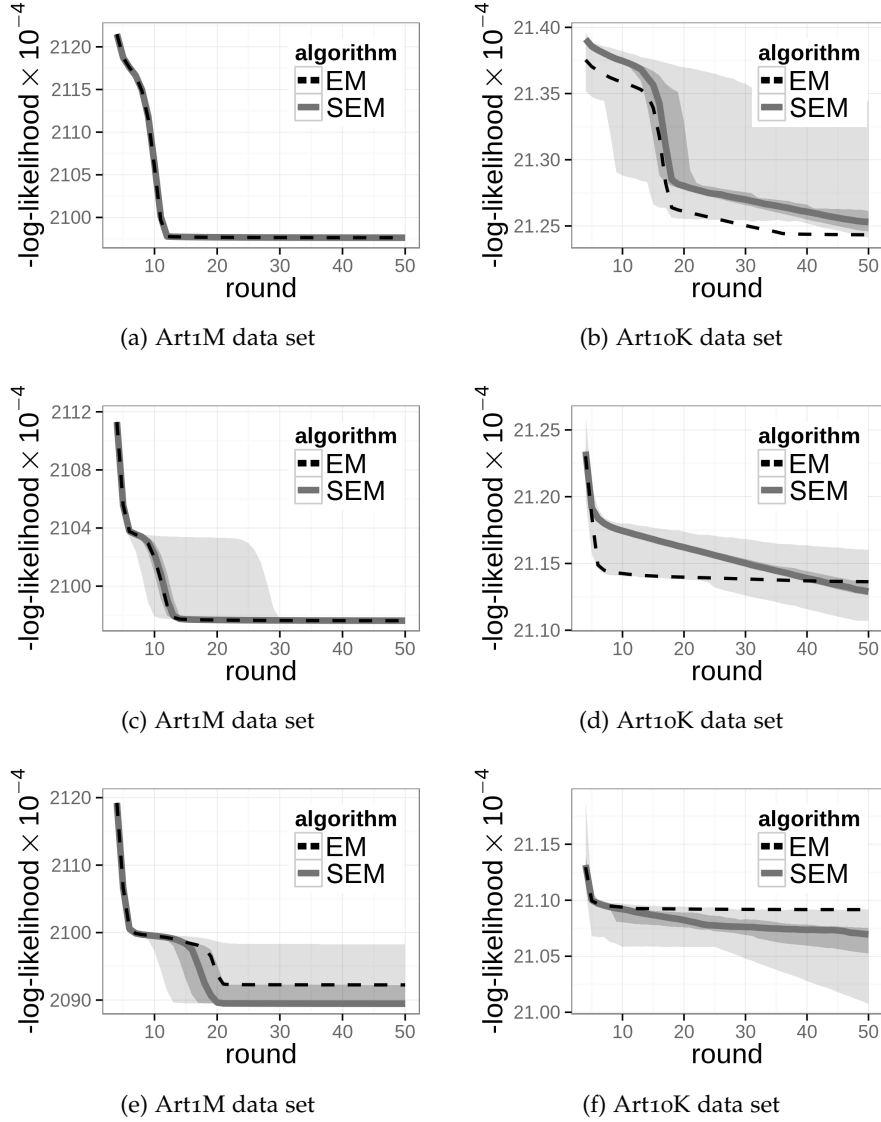 -log-likelihood × 10⁻⁴
2120
2115
2110
2105
2100
algorithm
EM
SEM
10 20 30 40 50
round
(a) Art1M data set
-log-likelihood × 10⁻⁴
21.40
21.35
21.30
21.25
algorithm
EM
SEM
10 20 30 40 50
round
(b) Art10K data set
-log-likelihood × 10⁻⁴
2112
2108
2104
2100
algorithm
EM
SEM
10 20 30 40 50
round
(c) Art1M data set
-log-likelihood × 10⁻⁴
21.25
21.20
21.15
21.10
algorithm
EM
SEM
10 20 30 40 50
round
(d) Art10K data set
-log-likelihood × 10⁻⁴
2120
2110
2100
2090
algorithm
EM
SEM
10 20 30 40 50
round
(e) Art1M data set
-log-likelihood × 10⁻⁴
21.15
21.10
21.05
21.00
algorithm
EM
SEM
10 20 30 40 50
round
(f) Art10K data set